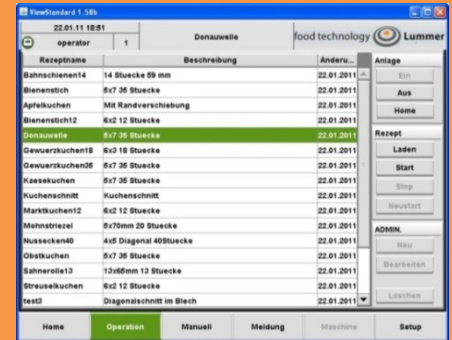 ViewStandard 1.50b
22.01.11 18:51
operator 1 Donauwelle food technology Lummer
Rezeptname Beschreibung Änderu... Anlage
Bahnschienen14 14 Stuecke 59 mm 22.01.2011 Ein
Bienenstich 5x7 35 Stuecke 22.01.2011 Aus
Apfelkuchen Mit Randverschiebung 22.01.2011 Home
Bienenstich12 6x2 12 Stuecke 22.01.2011
Donauwelle 5x7 35 Stuecke 22.01.2011 Rezept
Gewuerzkuchen18 6x3 18 Stuecke 22.01.2011 Laden
Gewuerzkuchen35 5x7 35 Stuecke 22.01.2011 Start
Kaesekuchen 5x7 35 Stuecke 22.01.2011 Stop
Kuchenschnitt Kuchenschnitt 22.01.2011 Neustart
Marktkuchen12 6x2 12 Stuecke 22.01.2011
Mohnstriezel 5x70mm 20 Stuecke 22.01.2011 ADMIN.
Nussecken40 4x5 Diagonal 40Stuecke 22.01.2011 Neu
Obstkuchen 5x7 35 Stuecke 22.01.2011 Bearbeiten
Sahnerolle13 13x65mm 13 Stuecke 22.01.2011
Streuselkuchen 6x2 12 Stuecke 22.01.2011 Löschen
test3 Diagonalschnitt im Blech 22.01.2011
Home Operation Manuell Meldung Maschine Setup